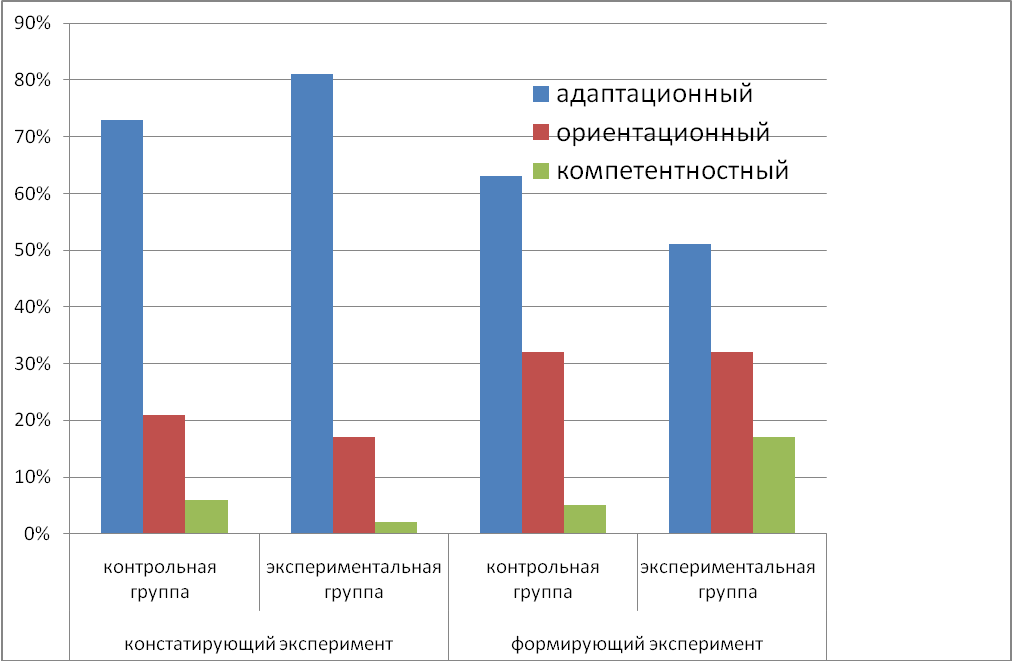 90%
80%
70%
60%
50%
40%
30%
20%
10%
0%
адаптационный
ориентационный
компетентностный
контрольная
группа
экспериментальная
группа
контрольная
группа
экспериментальная
группа
констатирующий эксперимент
формирующий эксперимент